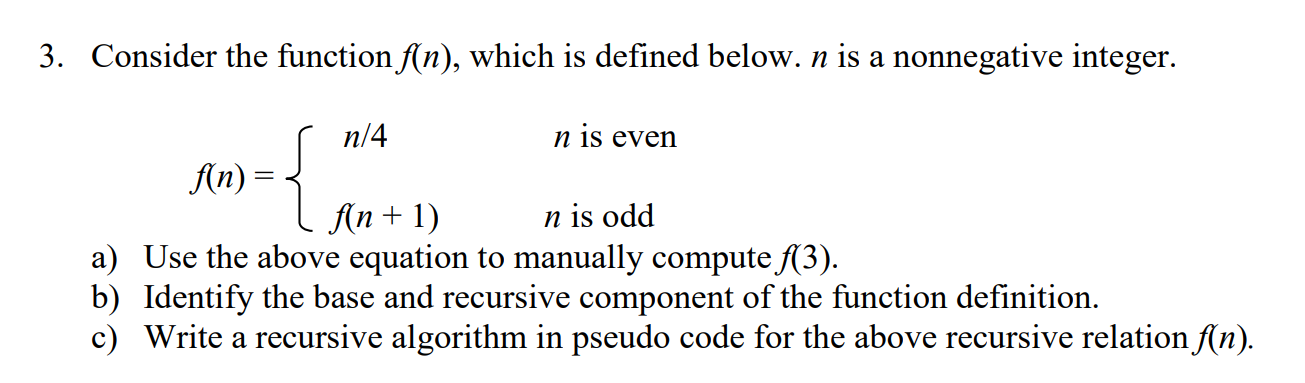 3. Consider the function f(n), which is defined below. n is a nonnegative integer.
n/4 n is even
f(n) =
f(n + 1) n is odd
a) Use the above equation to manually compute f(3).
b) Identify the base and recursive component of the function definition.
c) Write a recursive algorithm in pseudo code for the above recursive relation f(n).